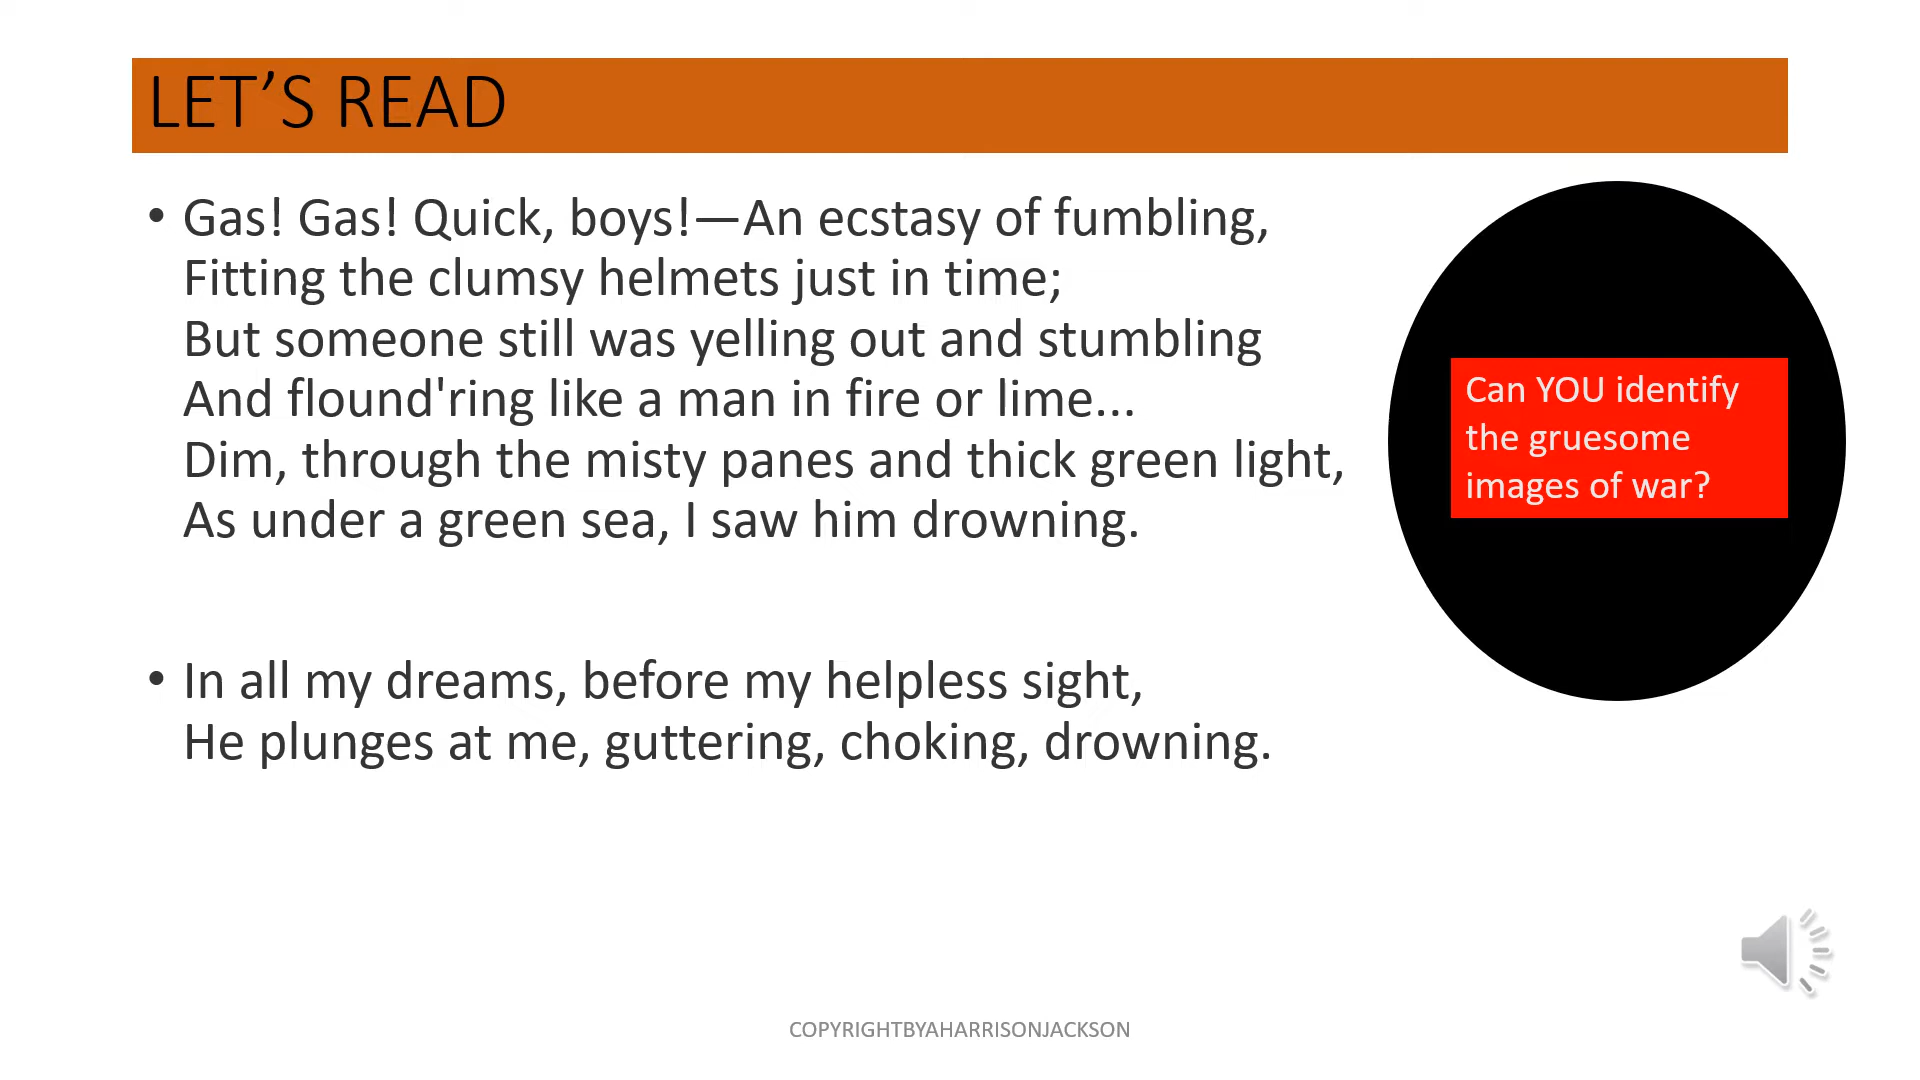 LET’S READ
• Gas! Gas! Quick, boys!—An ecstasy of fumbling,
Fitting the clumsy helmets just in time;
But someone still was yelling out and stumbling
And flound'ring like a man in fire or lime...
Dim, through the misty panes and thick green light,
As under a green sea, I saw him drowning.
• In all my dreams, before my helpless sight,
He plunges at me, guttering, choking, drowning.
Can YOU identify
the gruesome
images of war?
COPYRIGHTBYAHARRISONJACKSON